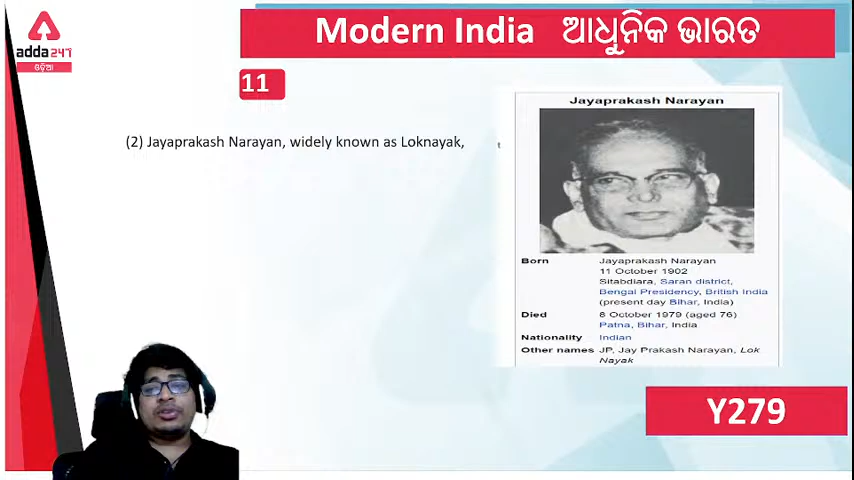 adda247
ଓଡ଼ିଆ
Modern India ଆଧୁନିକ ଭାରତ
11
(2) Jayaprakash Narayan, widely known as Loknayak,
t
Jayaprakash Narayan
Born Jayaprakash Narayan
11 October 1902
Sitabdiara, Saran district,
Bengal Presidency, British India
(present day Bihar, India)
Died 8 October 1979 (aged 76)
Patna, Bihar, India
Nationality Indian
Other names JP, Jay Prakash Narayan, Lok
Nayak
Y279